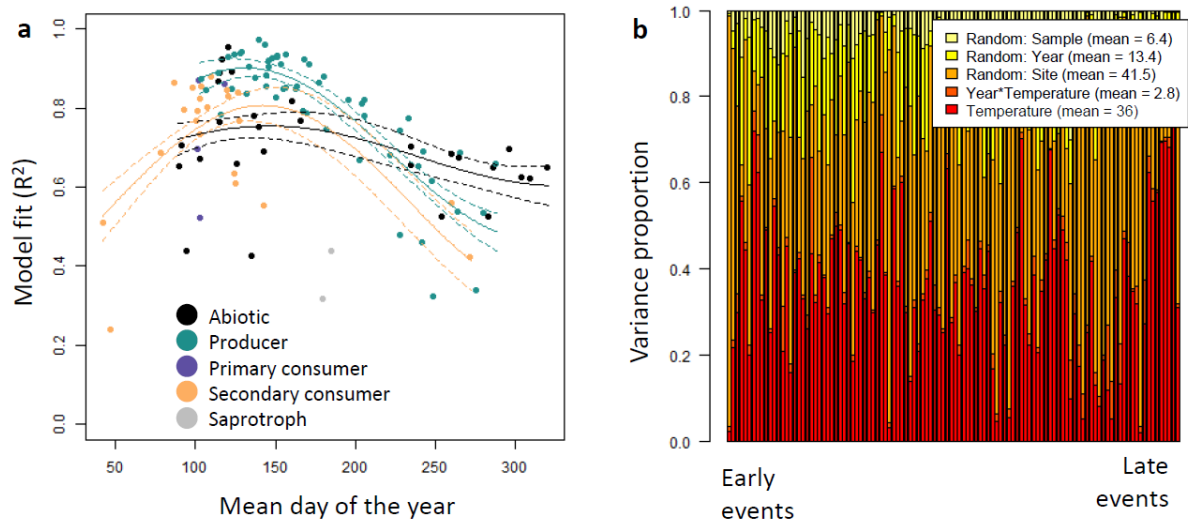 a
Model fit (R²)
1.0
0.8
0.6
0.4
0.2
0.0
Abiotic
Producer
Primary consumer
Secondary consumer
Saprotroph
50 100 150 200 250 300
Mean day of the year
b
Variance proportion
1.0
0.8
0.6
0.4
0.2
0.0
Random: Sample (mean = 6.4)
Random: Year (mean = 13.4)
Random: Site (mean = 41.5)
Year*Temperature (mean = 2.8)
Temperature (mean = 36)
Early
events
Late
events